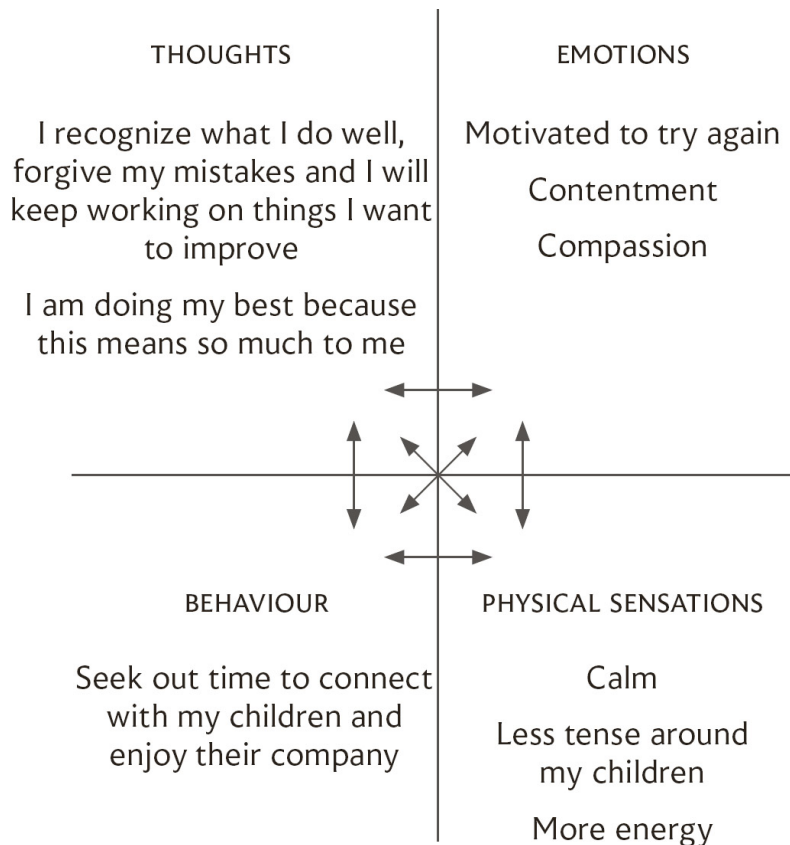 THOUGHTS
I recognize what I do well,
forgive my mistakes and I will
keep working on things I want
to improve
I am doing my best because
this means so much to me
EMOTIONS
Motivated to try again
Contentment
Compassion
BEHAVIOUR
Seek out time to connect
with my children and
enjoy their company
PHYSICAL SENSATIONS
Calm
Less tense around
my children
More energy